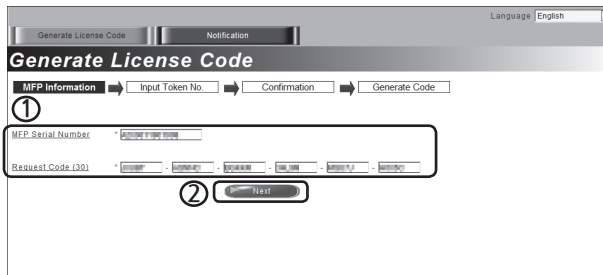 Language English
Generate License Code Notification
Generate License Code
MFP Information Input Token No. Confirmation Generate Code
1
MFP Serial Number *
Request Code (30) * - - - - -
2 Next